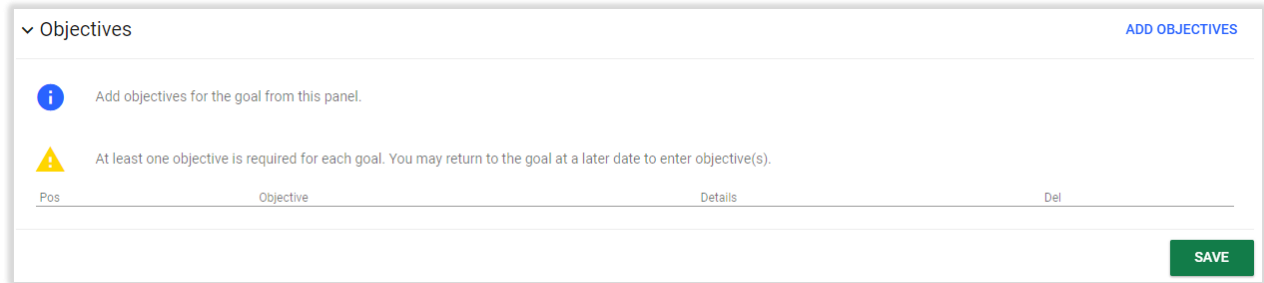 Objectives
ADD OBJECTIVES
Add objectives for the goal from this panel.
At least one objective is required for each goal. You may return to the goal at a later date to enter objective(s).
Pos Objective Details Del
SAVE